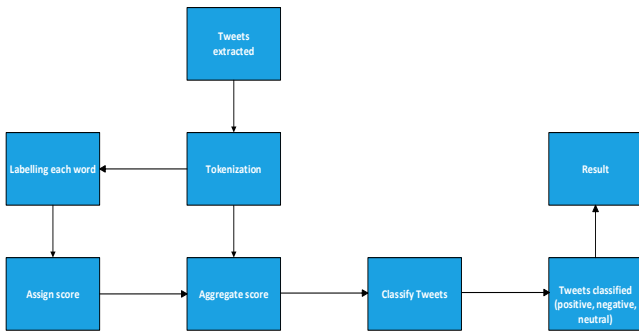 Tweets
extracted
Labelling each word
Tokenization
Result
Assign score
Aggregate score
Classify Tweets
Tweets classified
(positive, negative,
neutral)